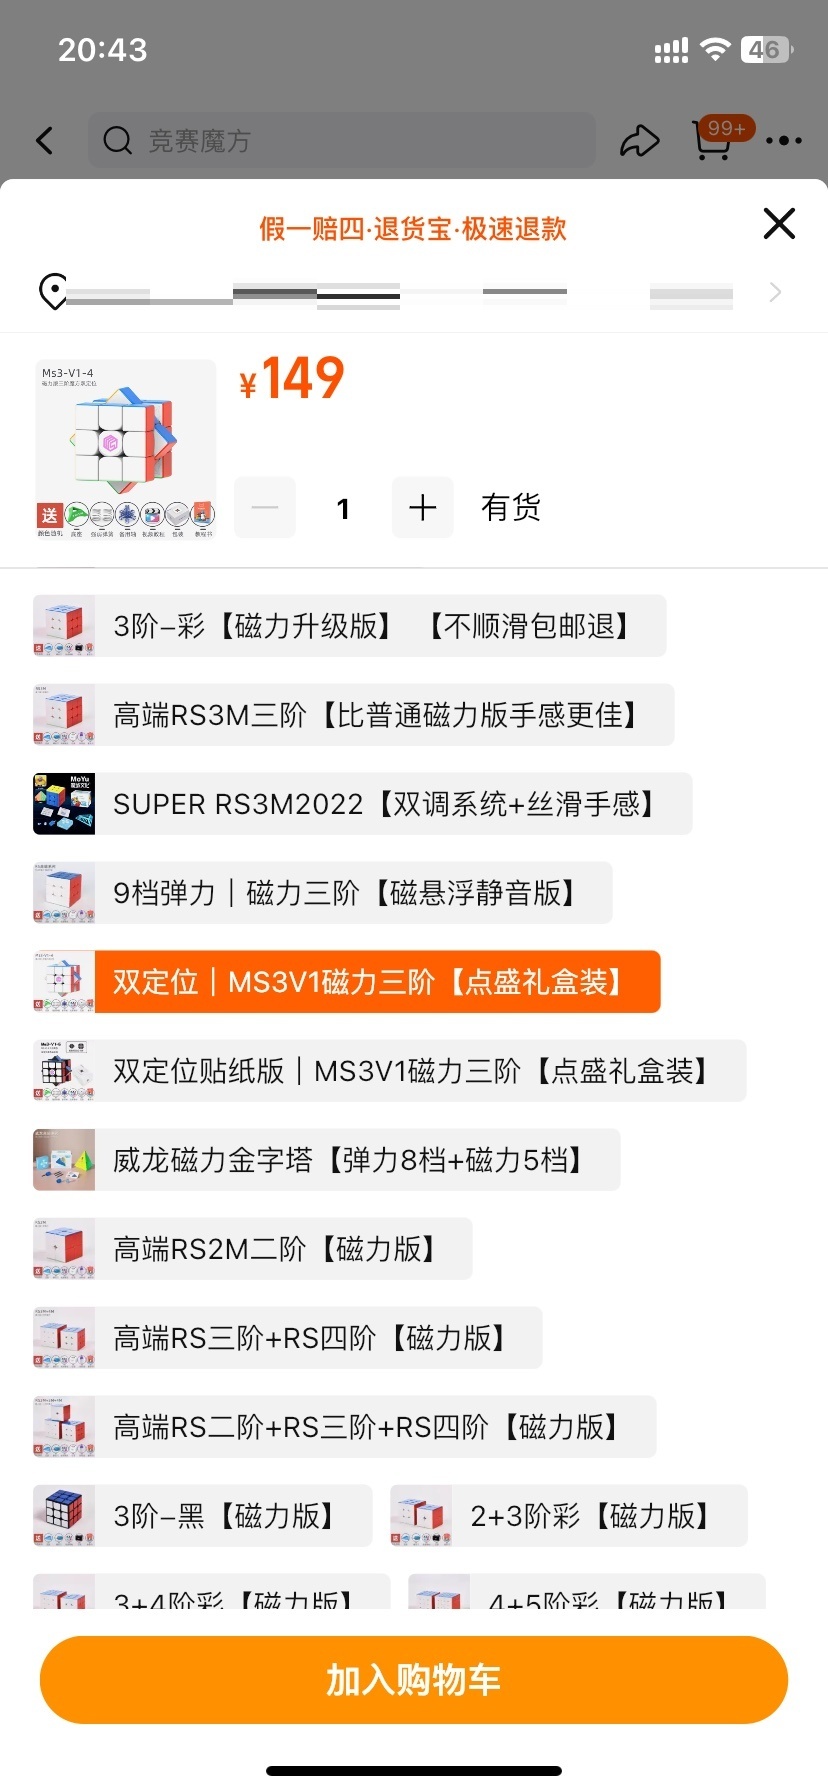 20:43
46
竞赛魔方
99+
假一赔四·退货宝·极速退款
Ms3-V1-4
¥149
送
1
有货
3阶-彩【磁力升级版】 【不顺滑包邮退】
高端RS3M三阶【比普通磁力版手感更佳】
SUPER RS3M2022【双调系统+丝滑手感】
9档弹力｜磁力三阶【磁悬浮静音版】
双定位｜MS3V1磁力三阶【点盛礼盒装】
双定位贴纸版｜MS3V1磁力三阶【点盛礼盒装】
威龙磁力金字塔【弹力8档+磁力5档】
高端RS2M二阶【磁力版】
高端RS三阶+RS四阶【磁力版】
高端RS二阶+RS三阶+RS四阶【磁力版】
3阶-黑【磁力版】
2+3阶彩【磁力版】
3+4阶彩【磁力版】
4+5阶彩【磁力版】
加入购物车